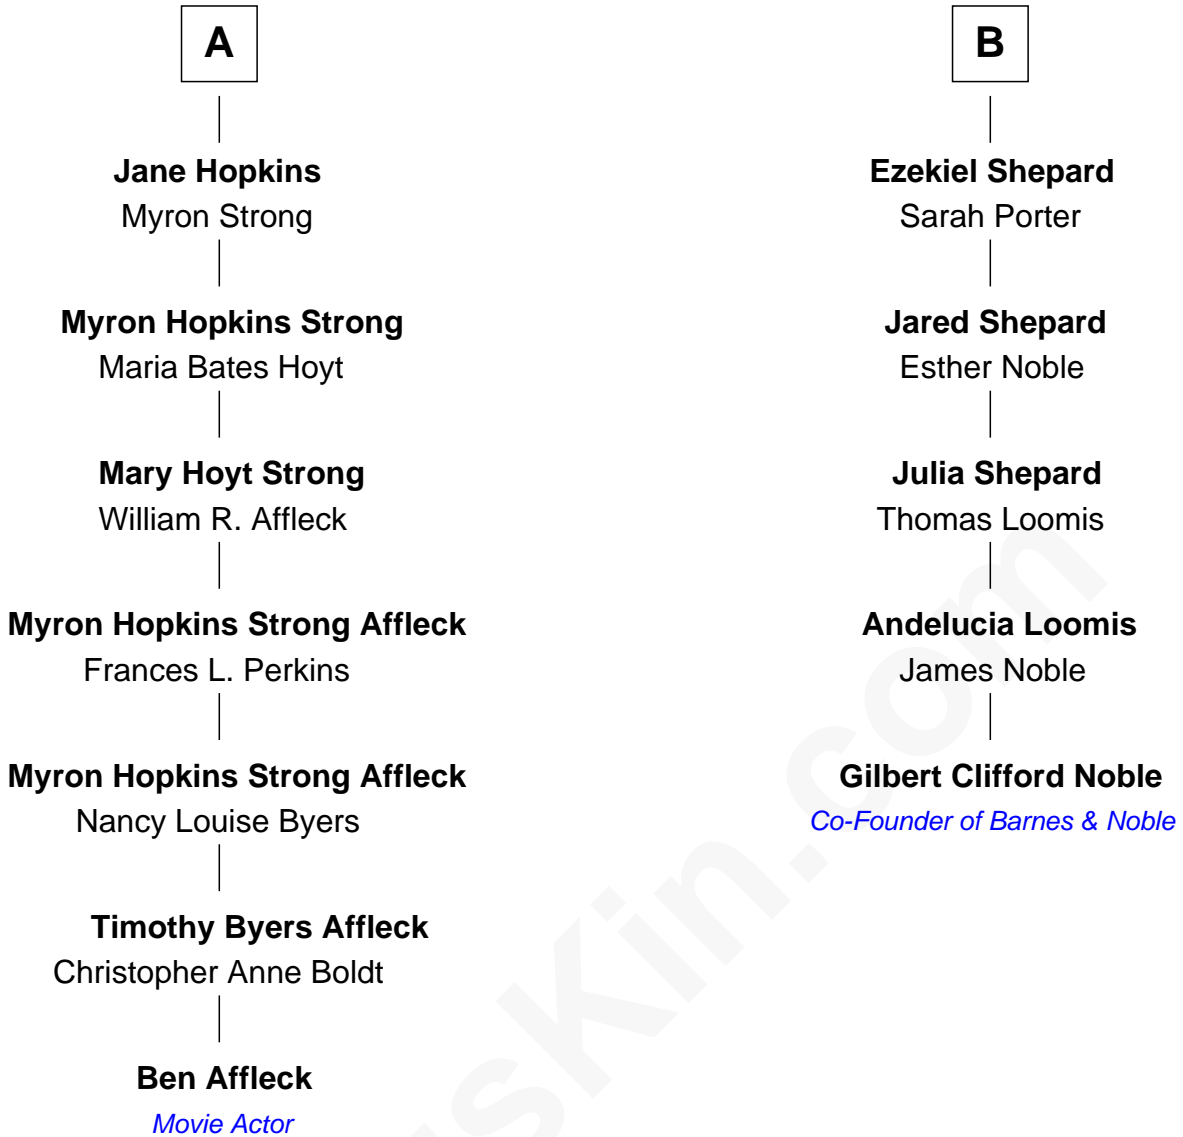 A
Jane Hopkins
Myron Strong
Myron Hopkins Strong
Maria Bates Hoyt
Mary Hoyt Strong
William R. Affleck
Myron Hopkins Strong Affleck
Frances L. Perkins
Myron Hopkins Strong Affleck
Nancy Louise Byers
Timothy Byers Affleck
Christopher Anne Boldt
Ben Affleck
Movie Actor
B
Ezekiel Shepard
Sarah Porter
Jared Shepard
Esther Noble
Julia Shepard
Thomas Loomis
Andelucia Loomis
James Noble
Gilbert Clifford Noble
Co-Founder of Barnes & Noble
sKin.com